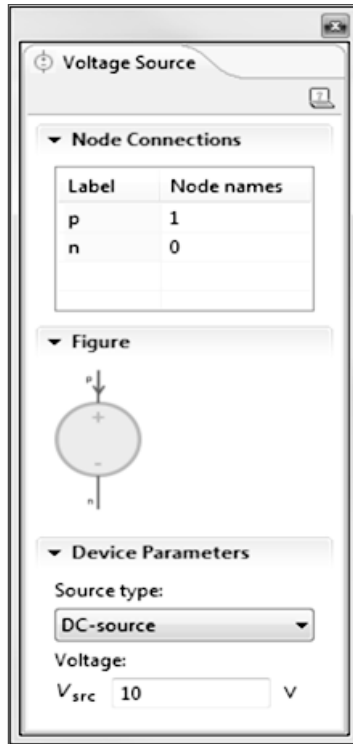 Voltage Source
Node Connections
Label Node names
p 1
n 0
Figure
p
+
-
n
Device Parameters
Source type:
DC-source
Voltage:
Vsrc 10 V